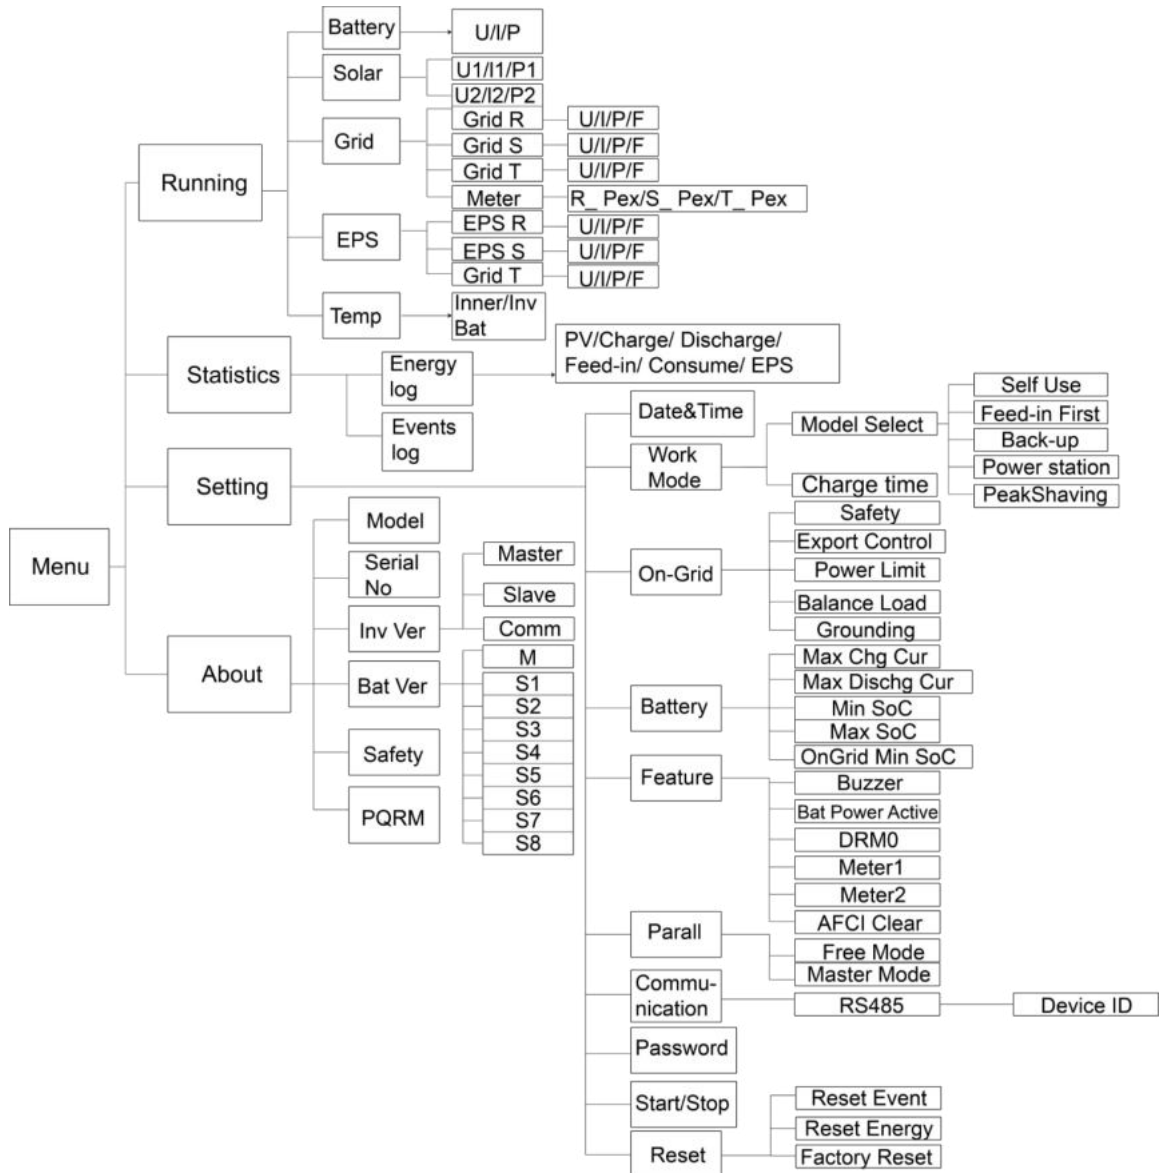 Menu
Running
Battery
U/I/P
Solar
U1/I1/P1
U2/I2/P2
Grid
Grid R
U/I/P/F
Grid S
U/I/P/F
Grid T
U/I/P/F
Meter
R_ Pex/S_ Pex/T_ Pex
EPS
EPS R
U/I/P/F
EPS S
U/I/P/F
Grid T
U/I/P/F
Temp
Inner/Inv
Bat
Statistics
Energy
log
PV/Charge/ Discharge/
Feed-in/ Consume/ EPS
Events
log
Setting
Date&Time
Work
Mode
Model Select
Self Use
Feed-in First
Back-up
Power station
PeakShaving
Charge time
On-Grid
Safety
Export Control
Power Limit
Balance Load
Grounding
Battery
Max Chg Cur
Max Dischg Cur
Min SoC
Max SoC
OnGrid Min SoC
Feature
Buzzer
Bat Power Active
DRM0
Meter1
Meter2
AFCI Clear
Parall
Free Mode
Master Mode
Commu-
nication
RS485
Device ID
Password
Start/Stop
Reset
Reset Event
Reset Energy
Factory Reset
About
Model
Serial
No
Inv Ver
Master
Slave
Comm
Bat Ver
M
S1
S2
S3
S4
S5
S6
S7
S8
Safety
PQRM